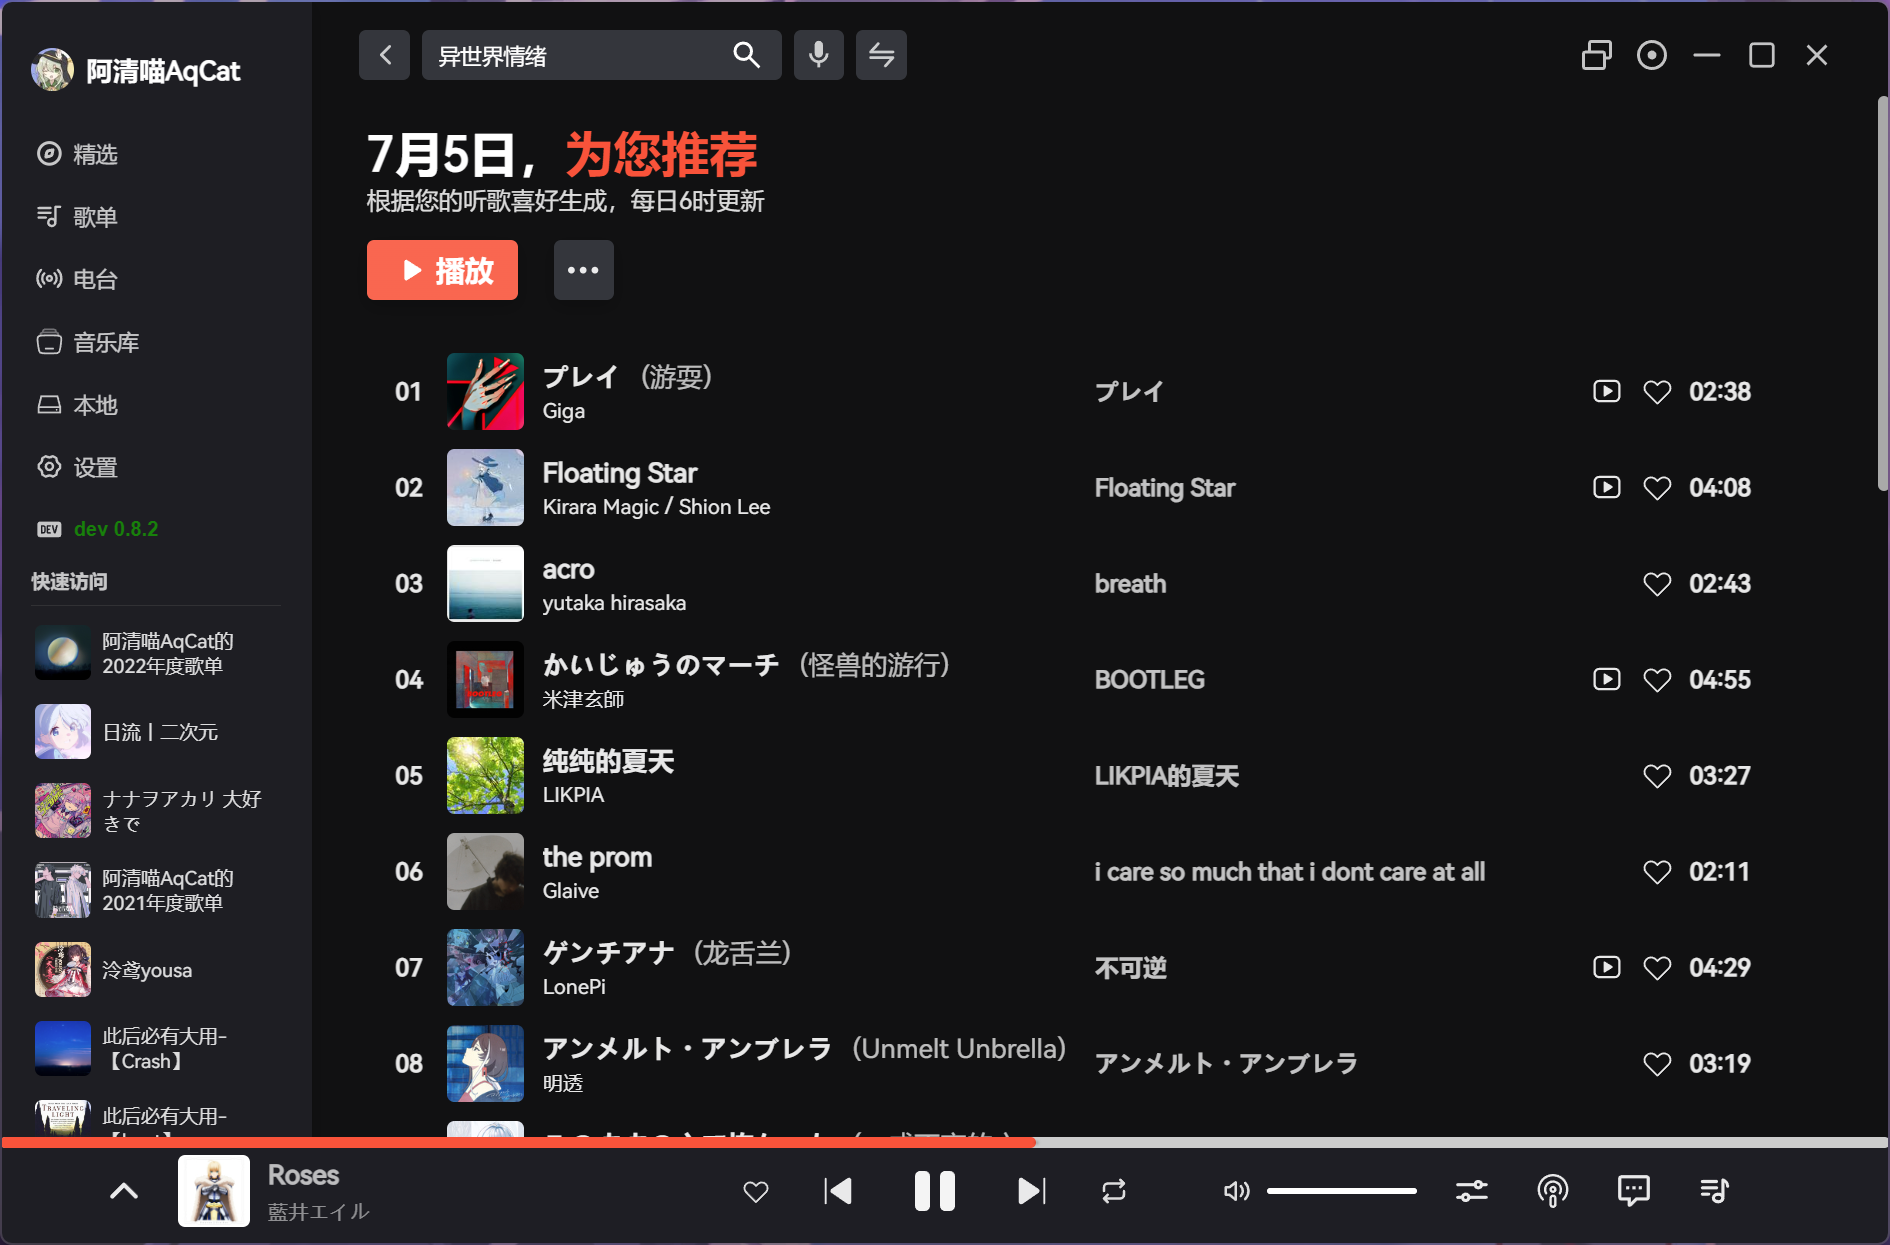 阿清喵AqCat
精选
歌单
电台
音乐库
本地
设置
DEV dev 0.8.2
快速访问
阿清喵AqCat的
2022年度歌单
日流丨二次元
ナナヲアカリ 大好
きで
阿清喵AqCat的
2021年度歌单
泠鸢yousa
此后必有大用-
【Crash】
TRAVELING
LIGHT
此后必有大用-
异世界情绪
7月5日，为您推荐
根据您的听歌喜好生成，每日6时更新
播放
01 プレイ （游耍） プレイ 02:38
Giga
02 Floating Star Floating Star 04:08
Kirara Magic / Shion Lee
03 acro breath 02:43
yutaka hirasaka
04 かいじゅうのマーチ （怪兽的游行） BOOTLEG 04:55
米津玄師
05 纯纯的夏天 LIKPIA的夏天 03:27
LIKPIA
06 the prom i care so much that i dont care at all 02:11
Glaive
07 ゲンチアナ （龙舌兰） 不可逆 04:29
LonePi
08 アンメルト・アンブレラ （Unmelt Unbrella） アンメルト・アンブレラ 03:19
明透
Roses
藍井エイル